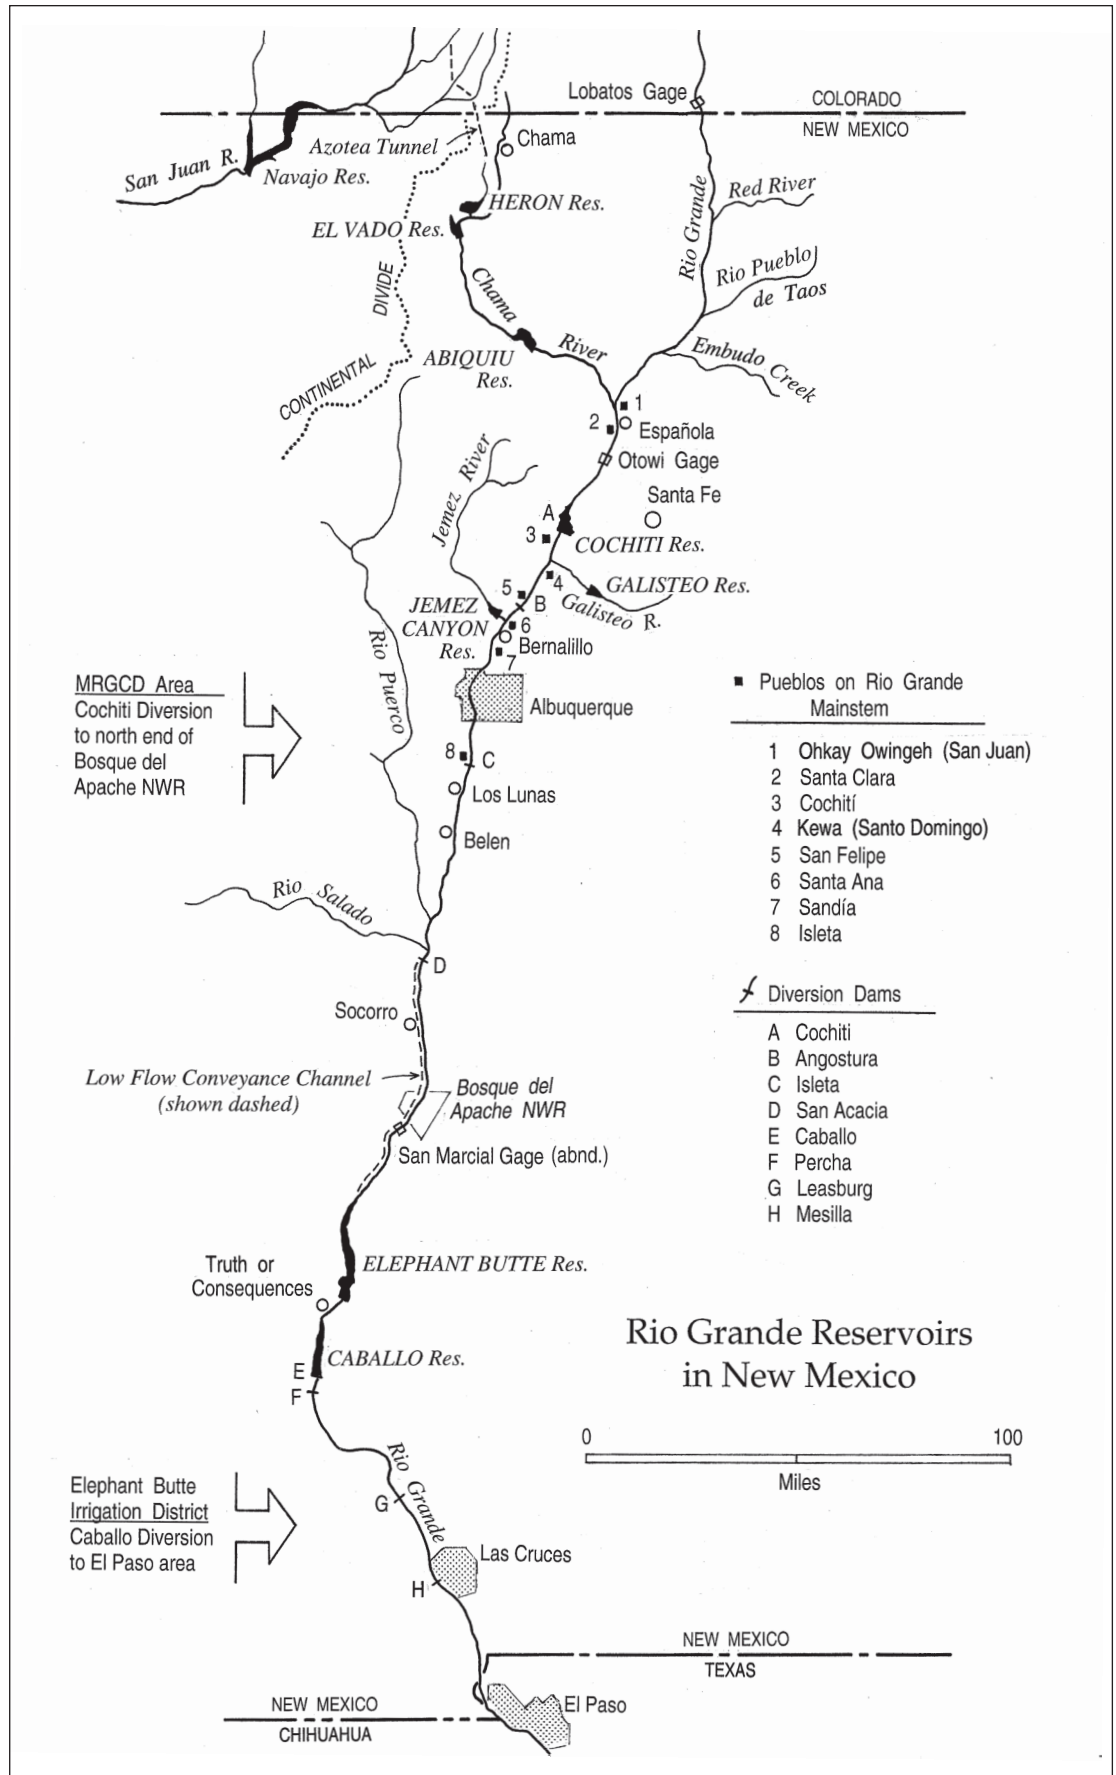 Lobatos Gage
COLORADO
NEW MEXICO
Azotea Tunnel
Chama
San Juan R.
Navajo Res.
HERON Res.
EL VADO Res.
Rio Grande
Red River
Rio Pueblo
de Taos
DIVIDE
CONTINENTAL
Chama
River
ABIQUIU
Res.
Embudo Creek
1
2
Española
Otowi Gage
Jemez River
Santa Fe
A
3
COCHITI Res.
4
GALISTEO Res.
5
B
Galisteo R.
JEMEZ
CANYON
Res.
6
Bernalillo
7
Rio Puerco
Albuquerque
MRGCD Area
Cochiti Diversion
to north end of
Bosque del
Apache NWR
8
C
Los Lunas
Belen
Rio Salado
D
Socorro
Low Flow Conveyance Channel
(shown dashed)
Bosque del
Apache NWR
San Marcial Gage (abnd.)
Truth or
Consequences
ELEPHANT BUTTE Res.
CABALLO Res.
E
F
Rio Grande
G
Elephant Butte
Irrigation District
Caballo Diversion
to El Paso area
Las Cruces
H
NEW MEXICO
TEXAS
El Paso
NEW MEXICO
CHIHUAHUA
Pueblos on Rio Grande
Mainstem
1 Ohkay Owingeh (San Juan)
2 Santa Clara
3 Cochití
4 Kewa (Santo Domingo)
5 San Felipe
6 Santa Ana
7 Sandía
8 Isleta
Diversion Dams
A Cochiti
B Angostura
C Isleta
D San Acacia
E Caballo
F Percha
G Leasburg
H Mesilla
Rio Grande Reservoirs
in New Mexico
0 100
Miles